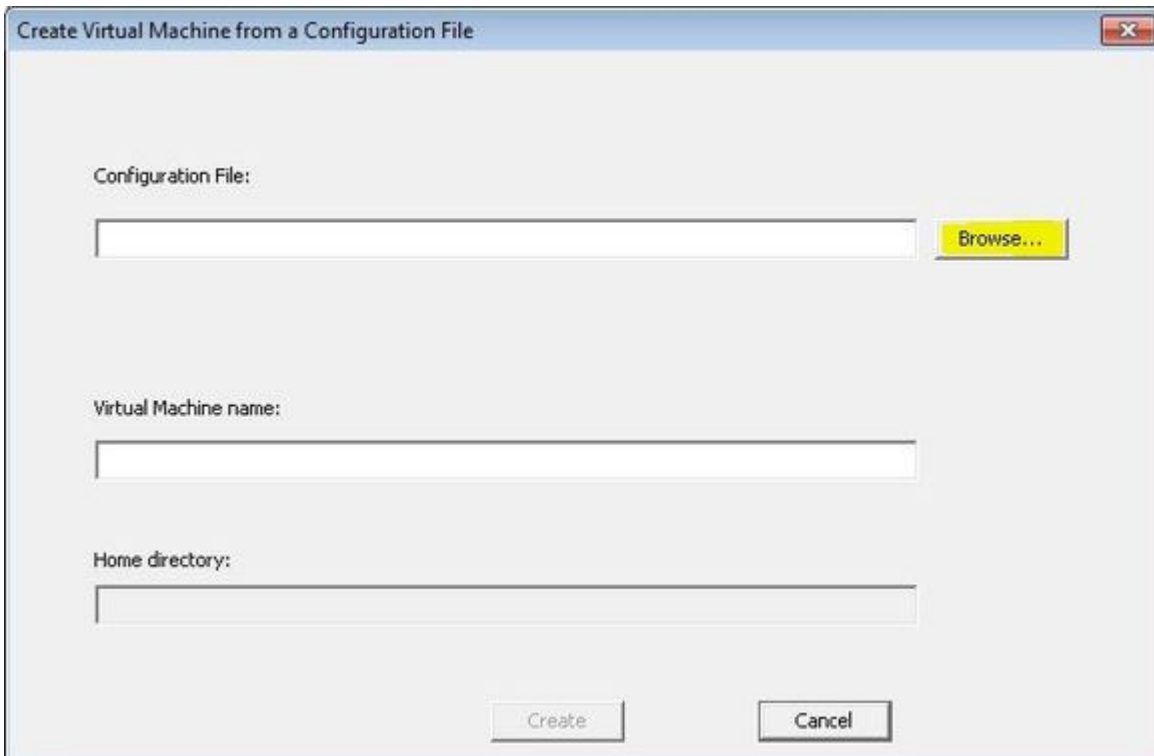 Create Virtual Machine from a Configuration File
Configuration File:
Browse...
Virtual Machine name:
Home directory:
Create
Cancel